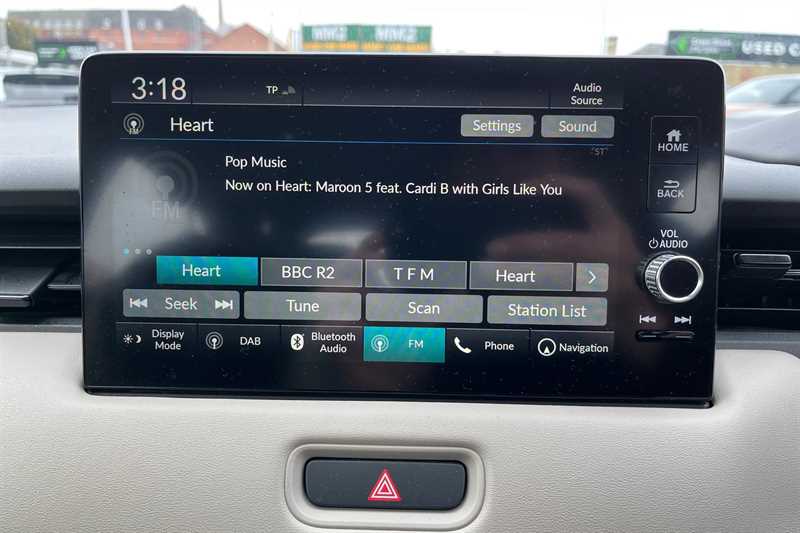 USED C
3:18
TP
Audio
Source
FM
Heart
Settings
Sound
ST
Pop Music
Now on Heart: Maroon 5 feat. Cardi B with Girls Like You
FM
HOME
BACK
VOL
AUDIO
Heart
BBC R2
T F M
Heart
Seek
Tune
Scan
Station List
Display
Mode
DAB
Bluetooth
Audio
FM
Phone
Navigation